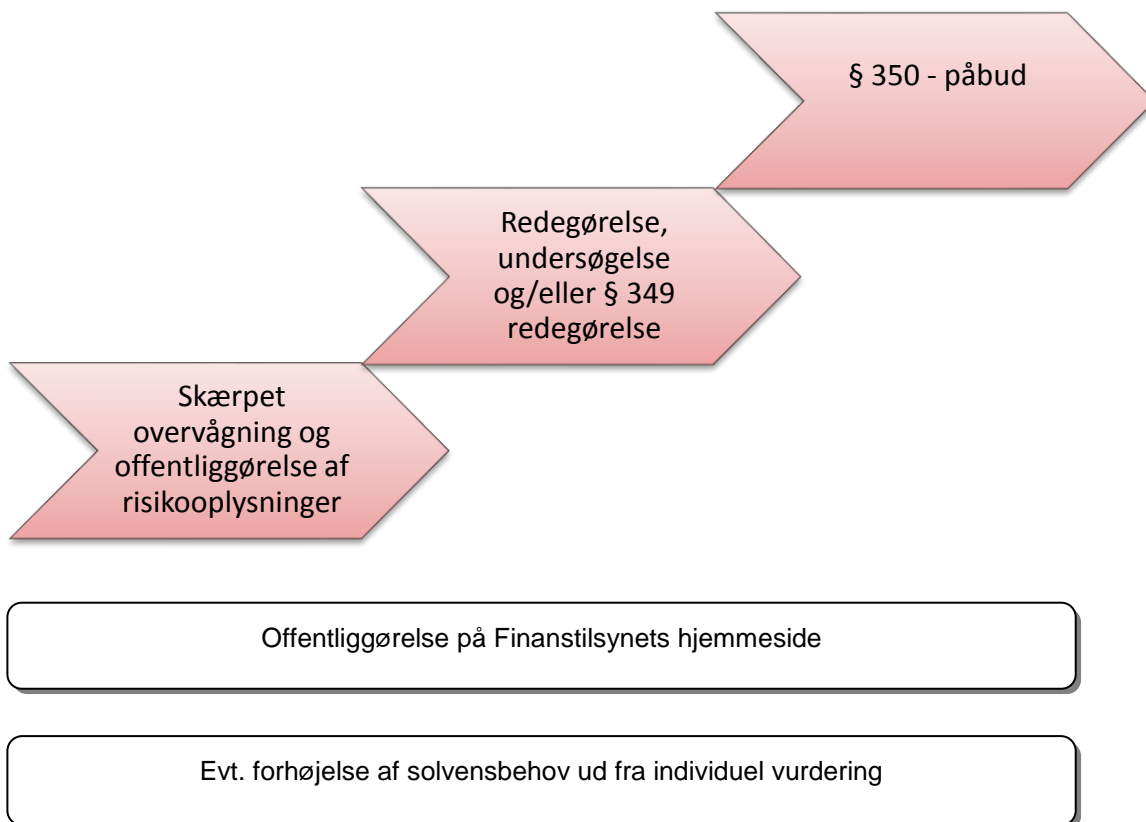 § 350 - påbud
Redegørelse,
undersøgelse
og/eller § 349
redegørelse
Skærpet
overvågning og
offentliggørelse af
risikooplysninger
Offentliggørelse på Finanstilsynets hjemmeside
Evt. forhøjelse af solvensbehov ud fra individuel vurdering